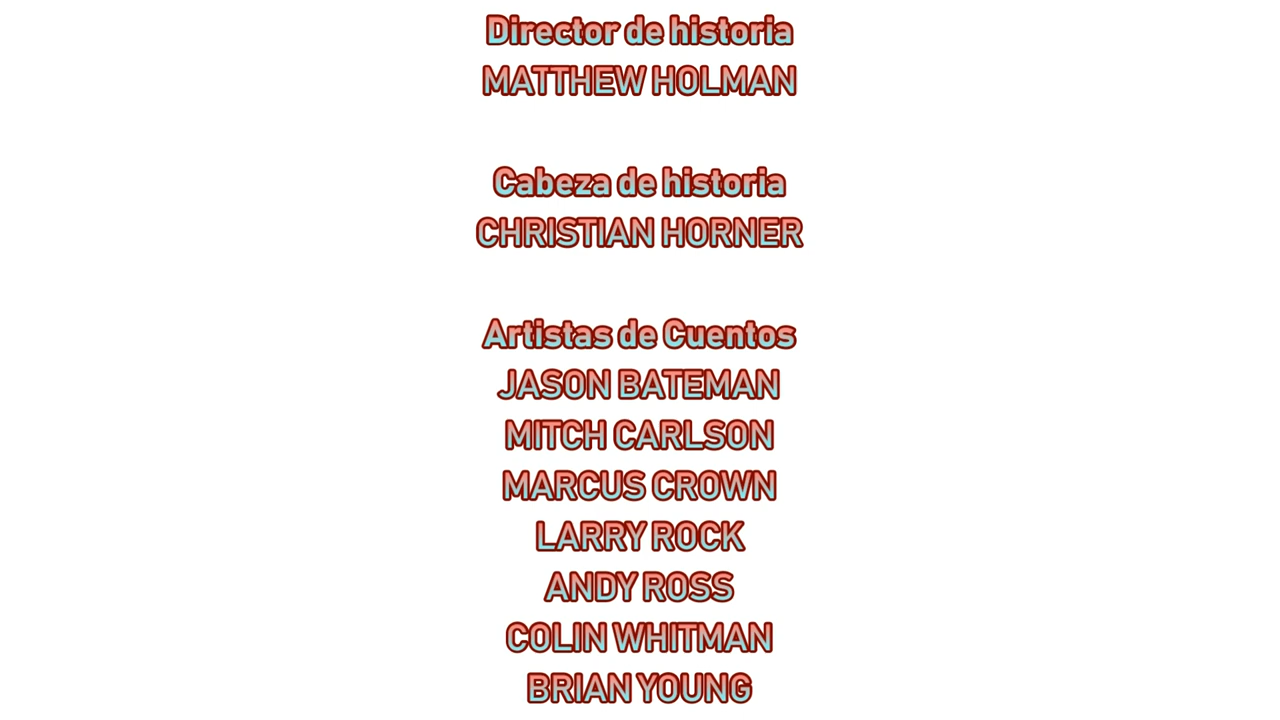 Director de historia
MATTHEW HOLMAN
Cabeza de historia
CHRISTIAN HORNER
Artistas de Cuentos
JASON BATEMAN
MITCH CARLSON
MARCUS CROWN
LARRY ROCK
ANDY ROSS
COLIN WHITMAN
BRIAN YOUNG